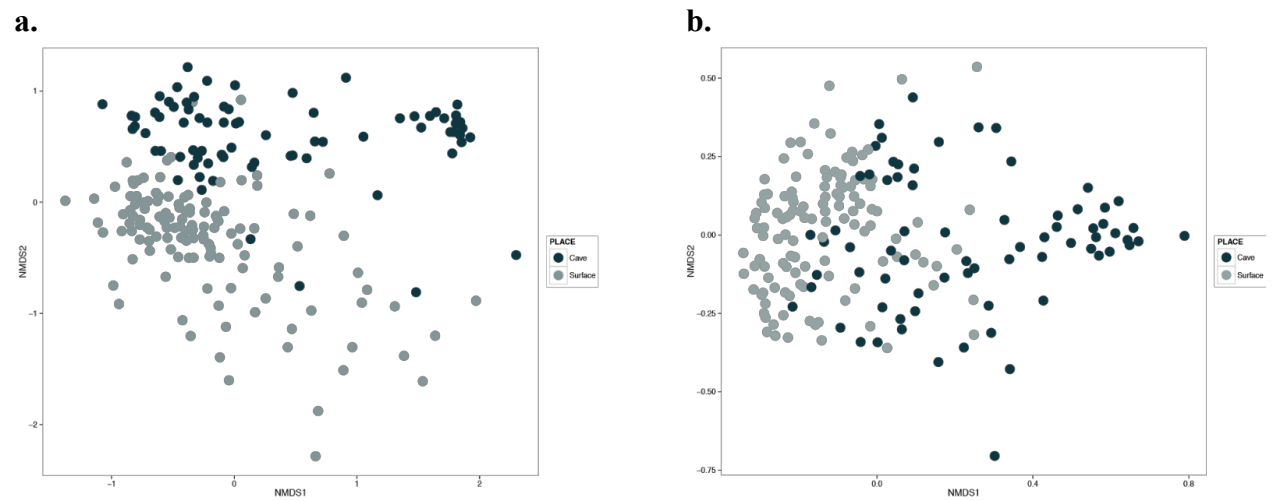 a.
1
0
−1
−2
NMDS2
−1
0
1
2
NMDS1
PLACE
Cave
Surface
b.
0.50
0.25
0.00
−0.25
−0.50
−0.75
NMDS2
0.0
0.4
0.8
NMDS1
PLACE
Cave
Surface